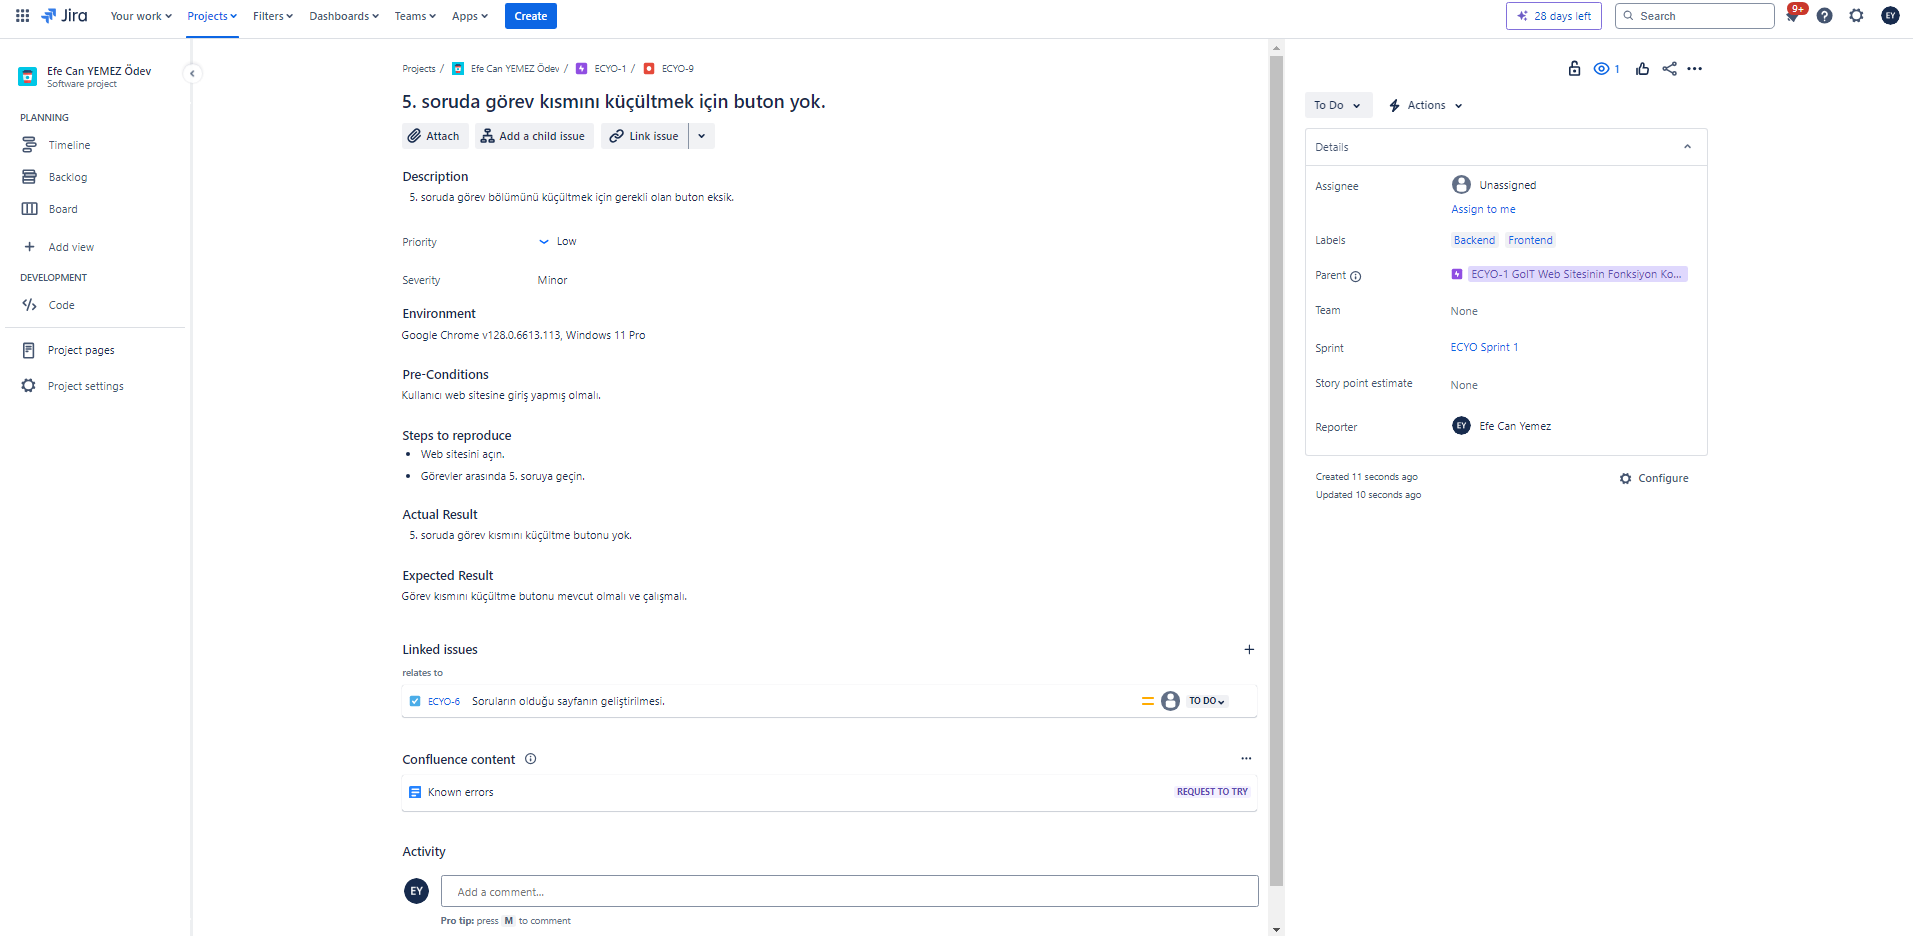 Jira
Your work
Projects
Filters
Dashboards
Teams
Apps
Create
28 days left
Search
9+
EY
Efe Can YEMEZ Ödev
Software project
PLANNING
Timeline
Backlog
Board
Add view
DEVELOPMENT
Code
Project pages
Project settings
Projects / Efe Can YEMEZ Ödev / ECYO-1 / ECYO-9
5. soruda görev kısmını küçültmek için buton yok.
Attach
Add a child issue
Link issue
Description
5. soruda görev bölümünü küçültmek için gerekli olan buton eksik.
Priority
Low
Severity
Minor
Environment
Google Chrome v128.0.6613.113, Windows 11 Pro
Pre-Conditions
Kullanıcı web sitesine giriş yapmış olmalı.
Steps to reproduce
• Web sitesini açın.
• Görevler arasında 5. soruya geçin.
Actual Result
5. soruda görev kısmını küçültme butonu yok.
Expected Result
Görev kısmını küçültme butonu mevcut olmalı ve çalışmalı.
Linked issues
relates to
ECYO-6 Soruların olduğu sayfanın geliştirilmesi.
TO DO
Confluence content
Known errors
REQUEST TO TRY
Activity
EY
Add a comment...
Pro tip: press M to comment
1
To Do
Actions
Details
Assignee
Unassigned
Assign to me
Labels
Backend Frontend
Parent
ECYO-1 GoIT Web Sitesinin Fonksiyon Ko...
Team
None
Sprint
ECYO Sprint 1
Story point estimate
None
Reporter
EY
Efe Can Yemez
Created 11 seconds ago
Updated 10 seconds ago
Configure